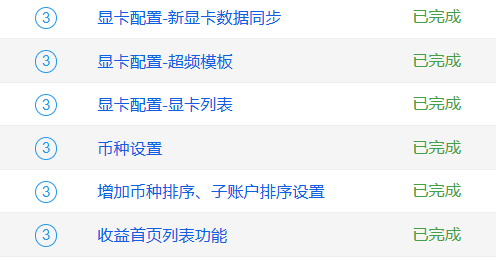 3 显卡配置-新显卡数据同步 已完成
3 显卡配置-超频模板 已完成
3 显卡配置-显卡列表 已完成
3 币种设置 已完成
3 增加币种排序、子账户排序设置 已完成
3 收益首页列表功能 已完成